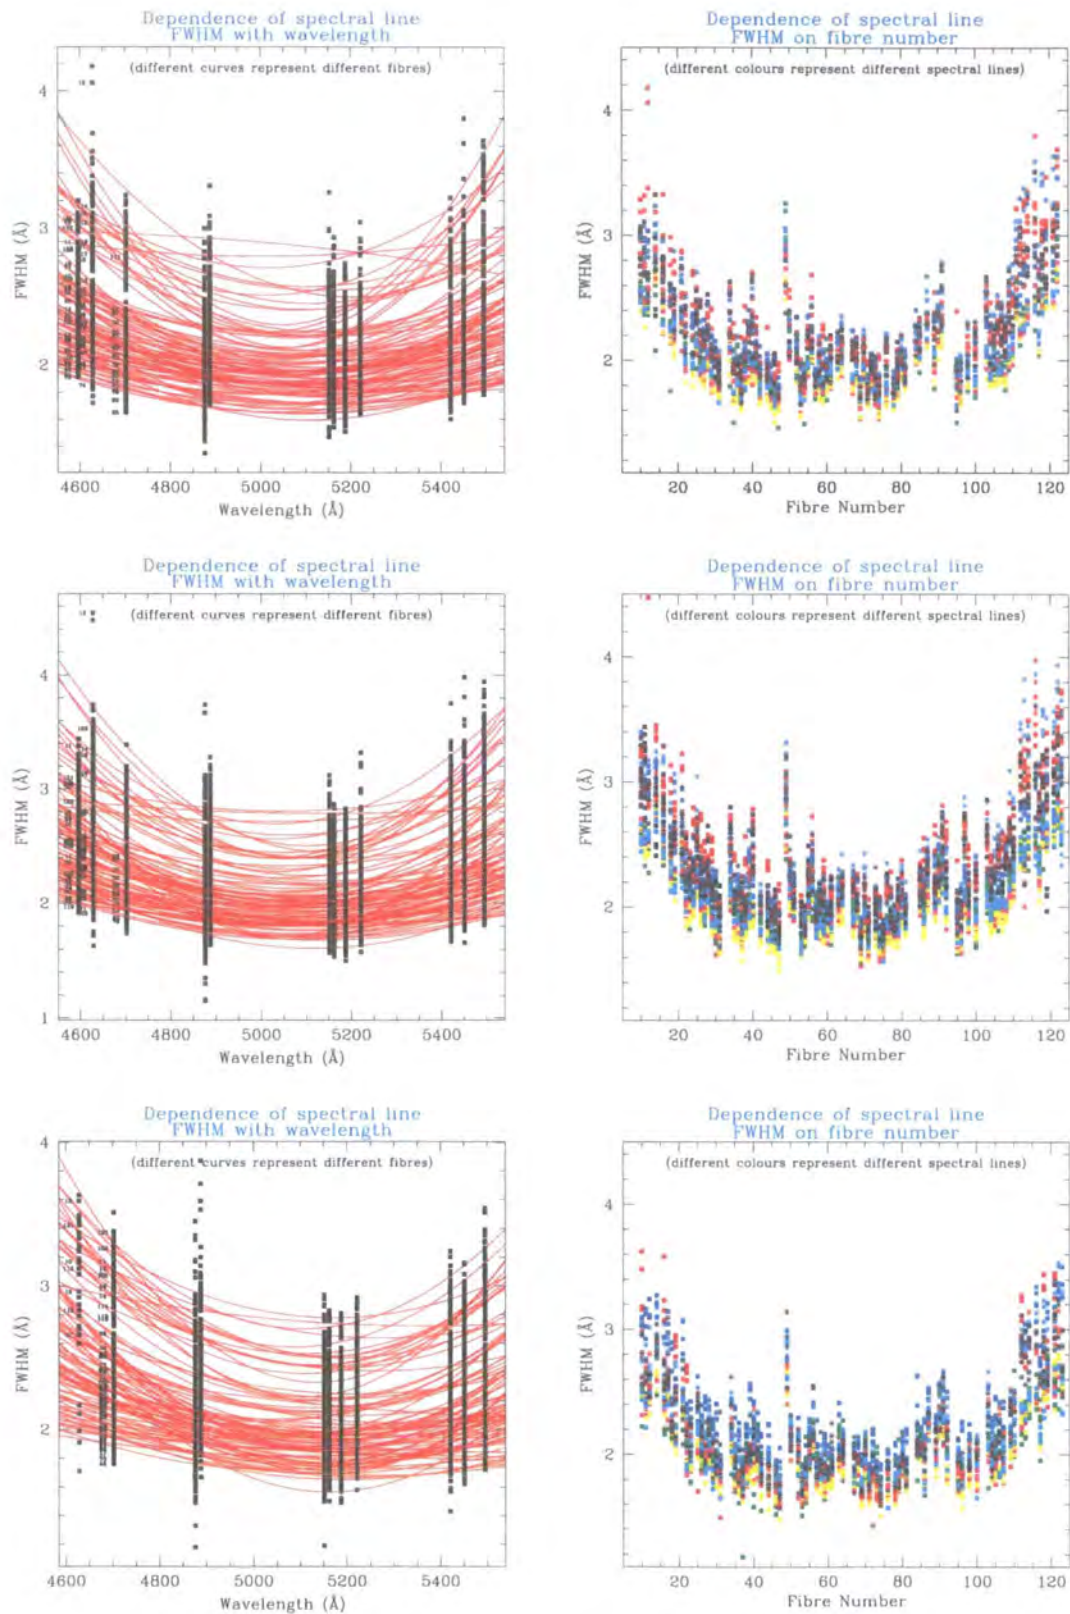 Dependence of spectral line
FWHM with wavelength
(different curves represent different fibres)
4
3
2
FWHM (Å)
4600 4800 5000 5200 5400
Wavelength (Å)
Dependence of spectral line
FWHM on fibre number
(different colours represent different spectral lines)
4
3
2
FWHM (Å)
20 40 60 80 100 120
Fibre Number
Dependence of spectral line
FWHM with wavelength
(different curves represent different fibres)
4
3
2
1
FWHM (Å)
4600 4800 5000 5200 5400
Wavelength (Å)
Dependence of spectral line
FWHM on fibre number
(different colours represent different spectral lines)
4
3
2
FWHM (Å)
20 40 60 80 100 120
Fibre Number
Dependence of spectral line
FWHM with wavelength
(different curves represent different fibres)
4
3
2
FWHM (Å)
4600 4800 5000 5200 5400
Wavelength (Å)
Dependence of spectral line
FWHM on fibre number
(different colours represent different spectral lines)
4
3
2
FWHM (Å)
20 40 60 80 100 120
Fibre Number